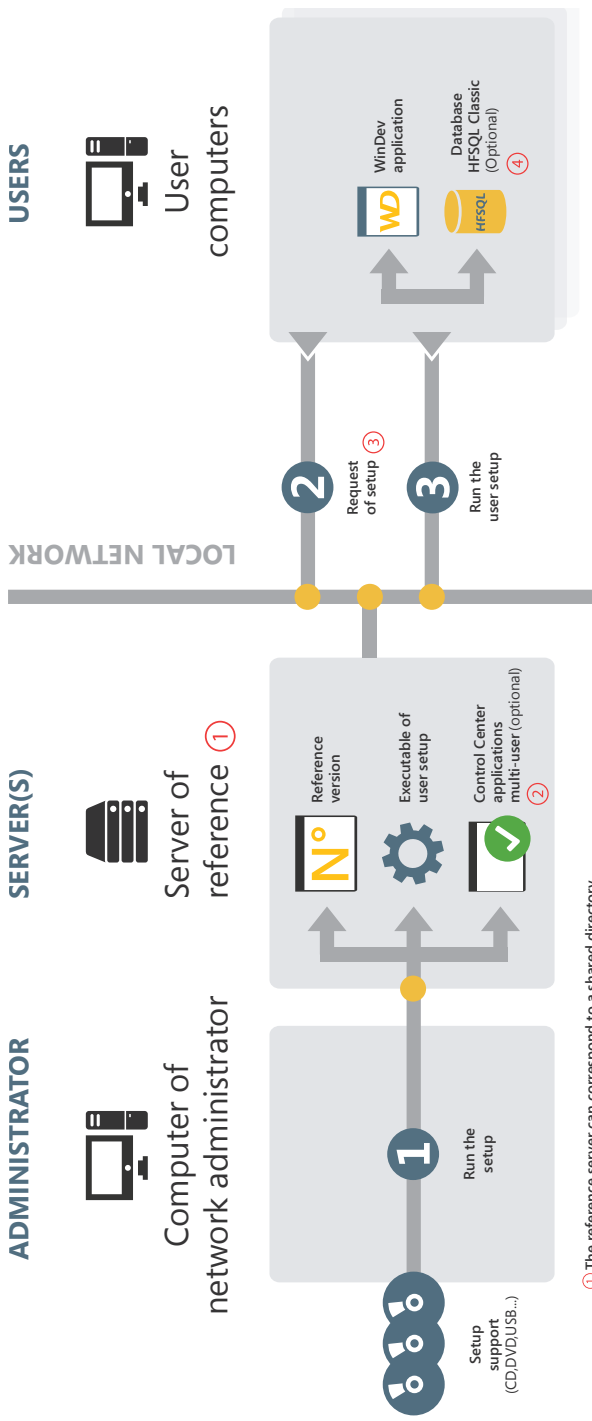 ADMINISTRATOR
Computer of
network administrator
Setup
support
(CD,DVD,USB...)
1
Run the
setup
SERVER(S)
Server of
reference ①
N°
Reference
version
Executable of
user setup
Control Center
applications
multi-user (optional)
②
LOCAL NETWORK
2
Request
of setup ③
3
Run the
user setup
USERS
User
computers
WD
WinDev
application
HFSQL
Database
HFSQL Classic
(Optional)
④
① The reference server can correspond to a shared directory